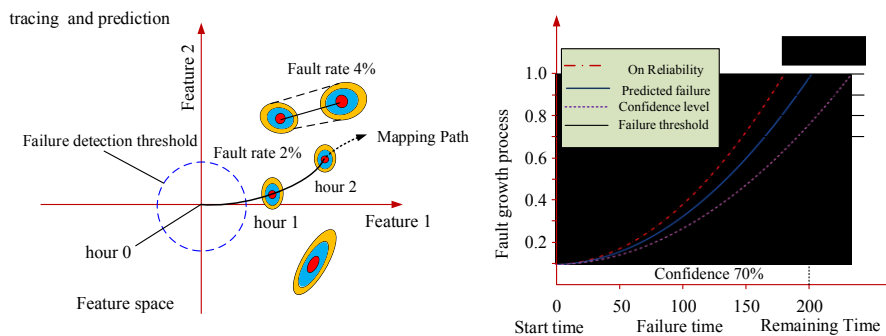 tracing and prediction
Feature 2
Fault rate 4%
Failure detection threshold
Fault rate 2%
Mapping Path
hour 2
hour 1
Feature 1
hour 0
Feature space
On Reliability
Predicted failure
Confidence level
Failure threshold
Fault growth process
1.0
0.8
0.6
0.4
0.2
Confidence 70%
0
50
100
150
200
Start time
Failure time
Remaining Time